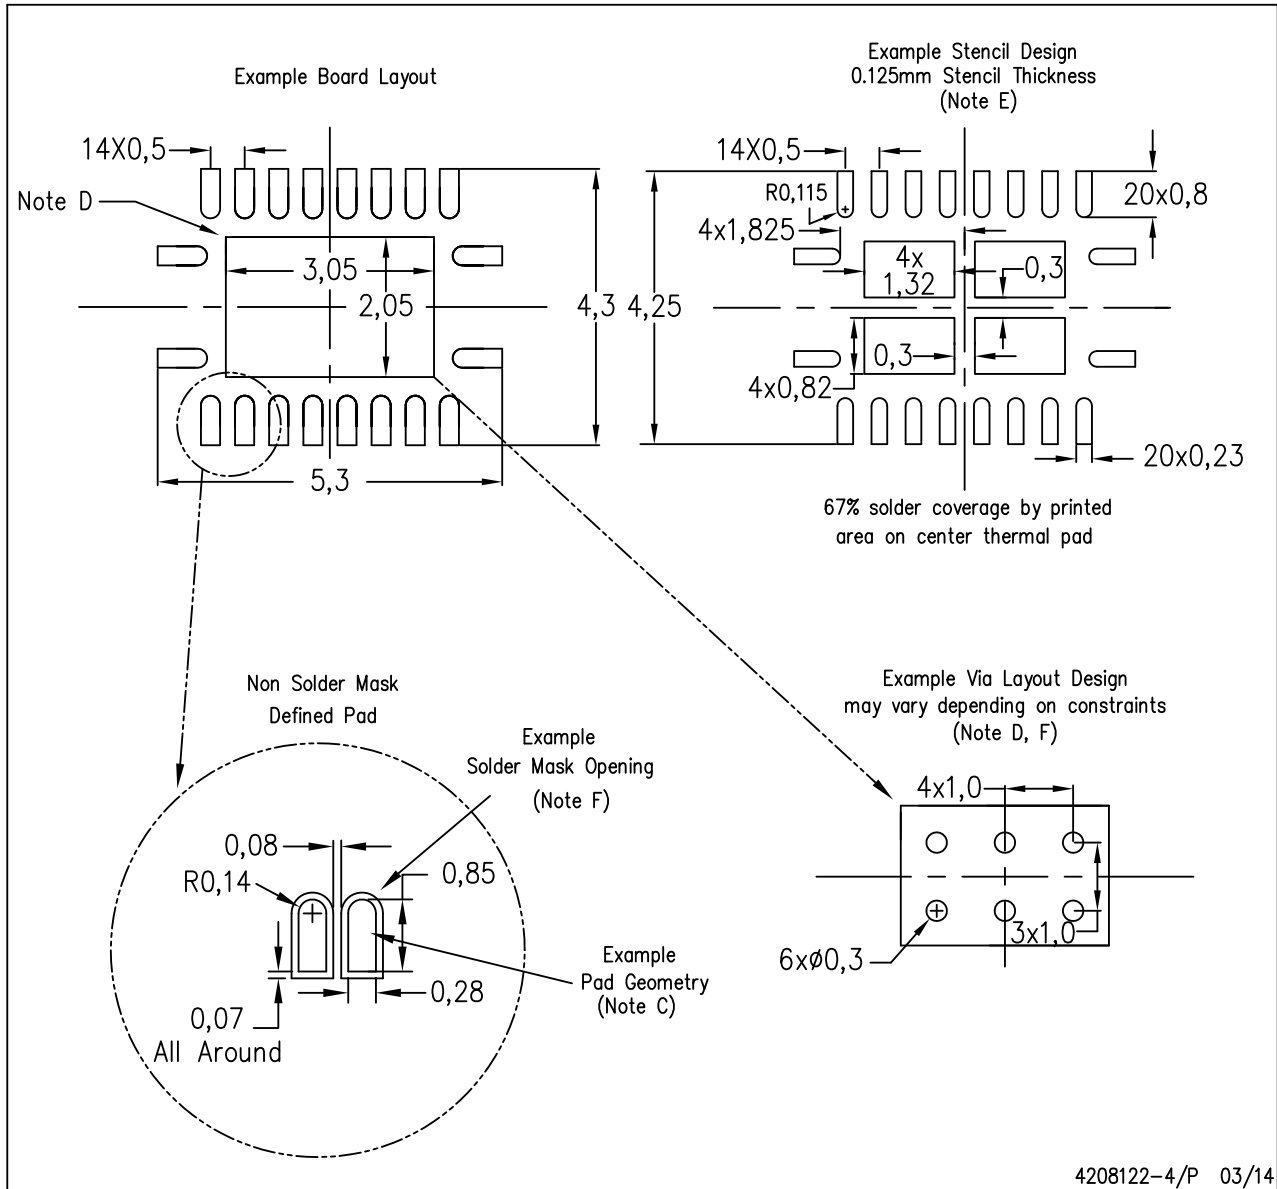 Example Board Layout
14X0,5
Note D
3,05
2,05
4,3
5,3
Example Stencil Design
0.125mm Stencil Thickness
(Note E)
14X0,5
R0,115
20x0,8
4x1,825
4x
1,32
0,3
4,25
0,3
4x0,82
20x0,23
67% solder coverage by printed
area on center thermal pad
Non Solder Mask
Defined Pad
Example
Solder Mask Opening
(Note F)
0,08
R0,14
0,85
0,28
0,07
All Around
Example
Pad Geometry
(Note C)
Example Via Layout Design
may vary depending on constraints
(Note D, F)
4x1,0
3x1,0
6xø0,3
4208122-4/P 03/14